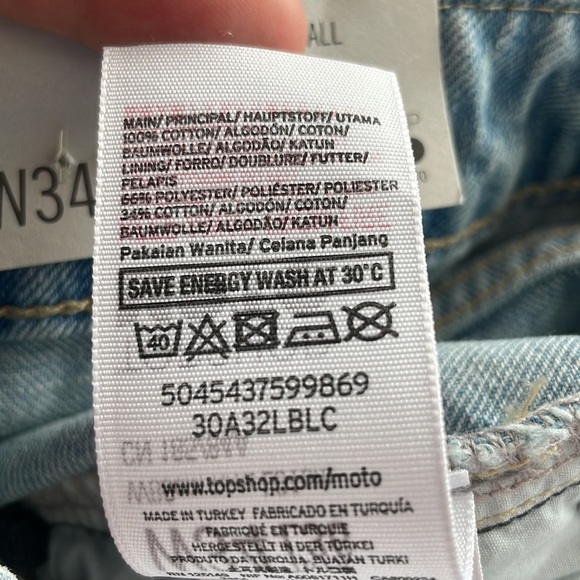 ALL
N34
MAIN/ PRINCIPAL/ HAUPTSTOFF/ UTAMA
100% COTTON/ ALGODÓN/ COTON/
BAUMWOLLE/ ALGODÃO/ KATUN
LINING/ FORRO/ DOUBLURE/ FUTTER/
PELAPIS
66% POLYESTER/ POLIÉSTER/ POLIESTER
34% COTTON/ ALGODÓN/ COTON/
BAUMWOLLE/ ALGODÃO/ KATUN
Pakaian Wanita/ Celana Panjang
SAVE ENERGY WASH AT 30°C
40
5045437599869
30A32LBLC
www.topshop.com/moto
MADE IN TURKEY FABRICADO EN TURQUÍA
FABRIQUÉ EN TURQUIE
HERGESTELLT IN DER TÜRKEI
PRODUTO DA TURQUIA, BUATAN TURKI